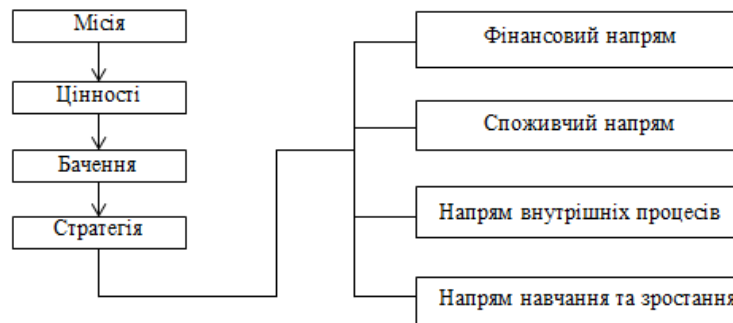 Місія
Цінності
Бачення
Стратегія
Фінансовий напрям
Споживчий напрям
Напрям внутрішніх процесів
Напрям навчання та зростання